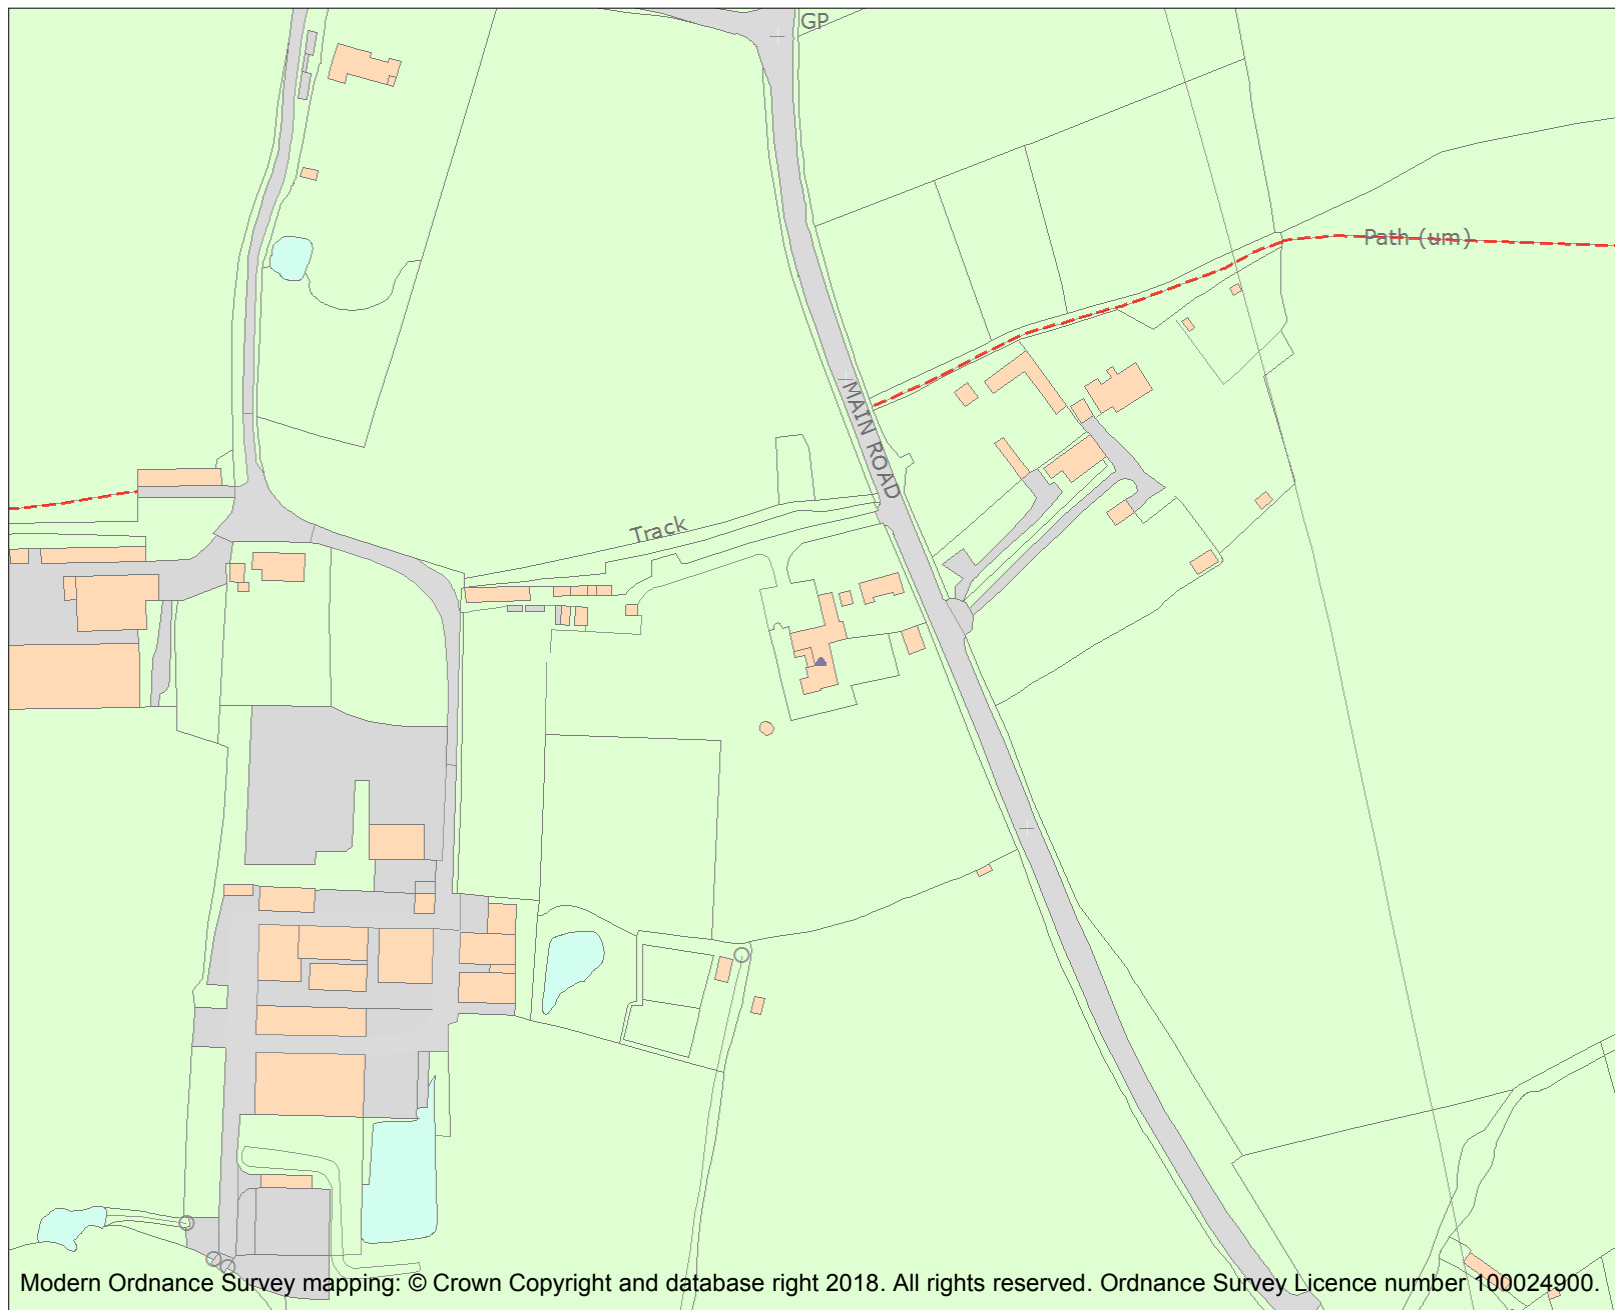 GP
Path (um)
MAIN ROAD
Track
Modern Ordnance Survey mapping: © Crown Copyright and database right 2018. All rights reserved. Ordnance Survey Licence number 100024900.